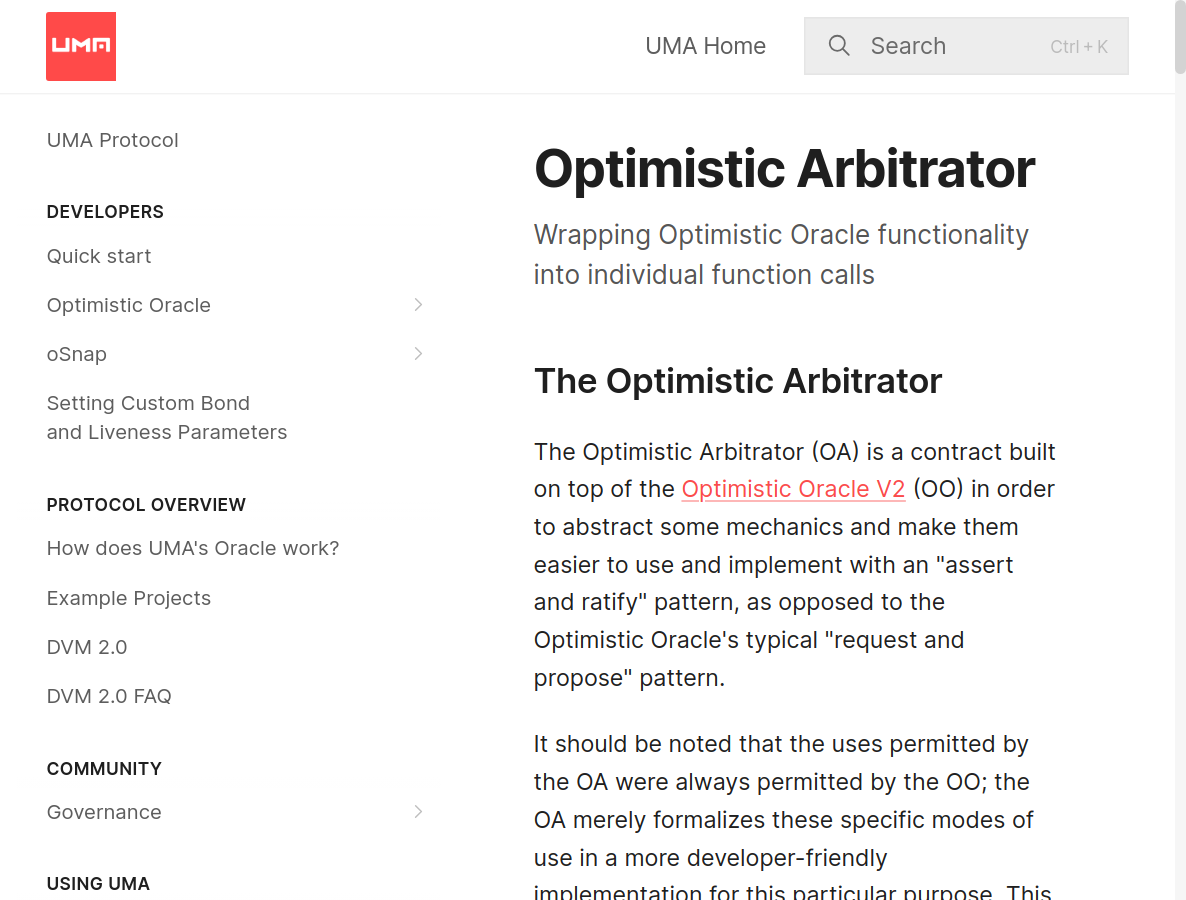 UMA
UMA Home
Search
Ctrl + K
UMA Protocol
DEVELOPERS
Quick start
Optimistic Oracle
oSnap
Setting Custom Bond
and Liveness Parameters
PROTOCOL OVERVIEW
How does UMA's Oracle work?
Example Projects
DVM 2.0
DVM 2.0 FAQ
COMMUNITY
Governance
USING UMA
Optimistic Arbitrator
Wrapping Optimistic Oracle functionality
into individual function calls
The Optimistic Arbitrator
The Optimistic Arbitrator (OA) is a contract built
on top of the Optimistic Oracle V2 (OO) in order
to abstract some mechanics and make them
easier to use and implement with an "assert
and ratify" pattern, as opposed to the
Optimistic Oracle's typical "request and
propose" pattern.
It should be noted that the uses permitted by
the OA were always permitted by the OO; the
OA merely formalizes these specific modes of
use in a more developer-friendly
implementation for this particular purpose. This